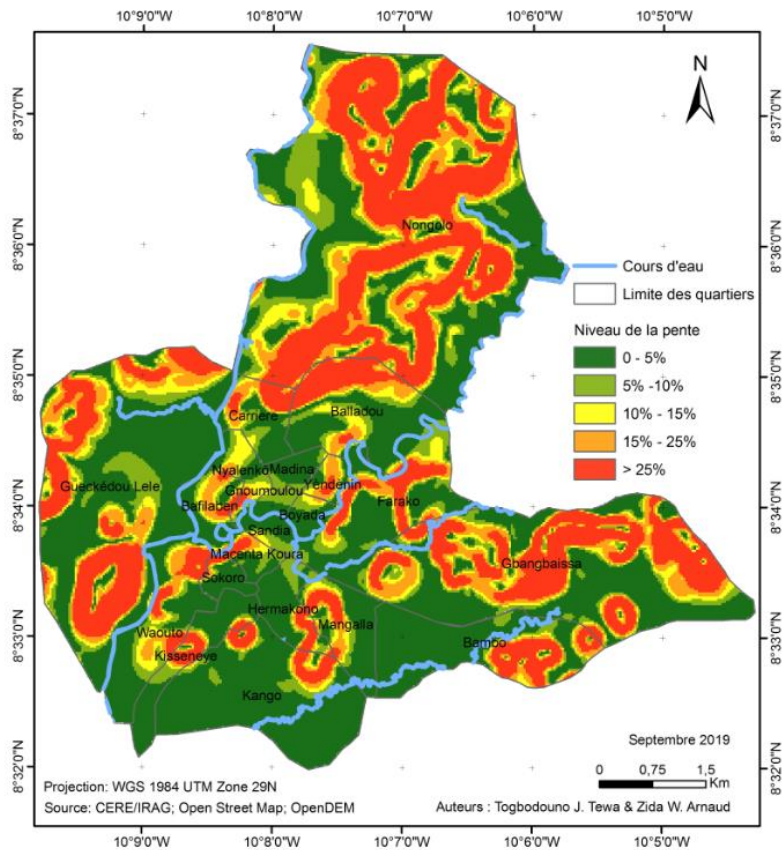 10°9'0"W 10°8'0"W 10°7'0"W 10°6'0"W 10°5'0"W
N
8°37'0"N 8°37'0"N
8°36'0"N 8°36'0"N
Nongolo
Cours d'eau
Limite des quartiers
Niveau de la pente
0 - 5%
5% -10%
10% - 15%
15% - 25%
> 25%
8°35'0"N 8°35'0"N
Carrière
Balladou
Nyalenko Madina
Gueckédou Lele
Gnoumoulou
Yendenin
Bafilaben
Boyada
Farako
8°34'0"N 8°34'0"N
Sandia
Macenta Koura
Gbangbaissa
Sokoro
Hermakono
Mangalla
Waouto
Bambo
8°33'0"N 8°33'0"N
Kisseneye
Kango
Septembre 2019
8°32'0"N 8°32'0"N
0 0,75 1,5
Km
Projection: WGS 1984 UTM Zone 29N
Source: CERE/IRAG; Open Street Map; OpenDEM
Auteurs : Togbodouno J. Tewa & Zida W. Arnaud
10°9'0"W 10°8'0"W 10°7'0"W 10°6'0"W 10°5'0"W